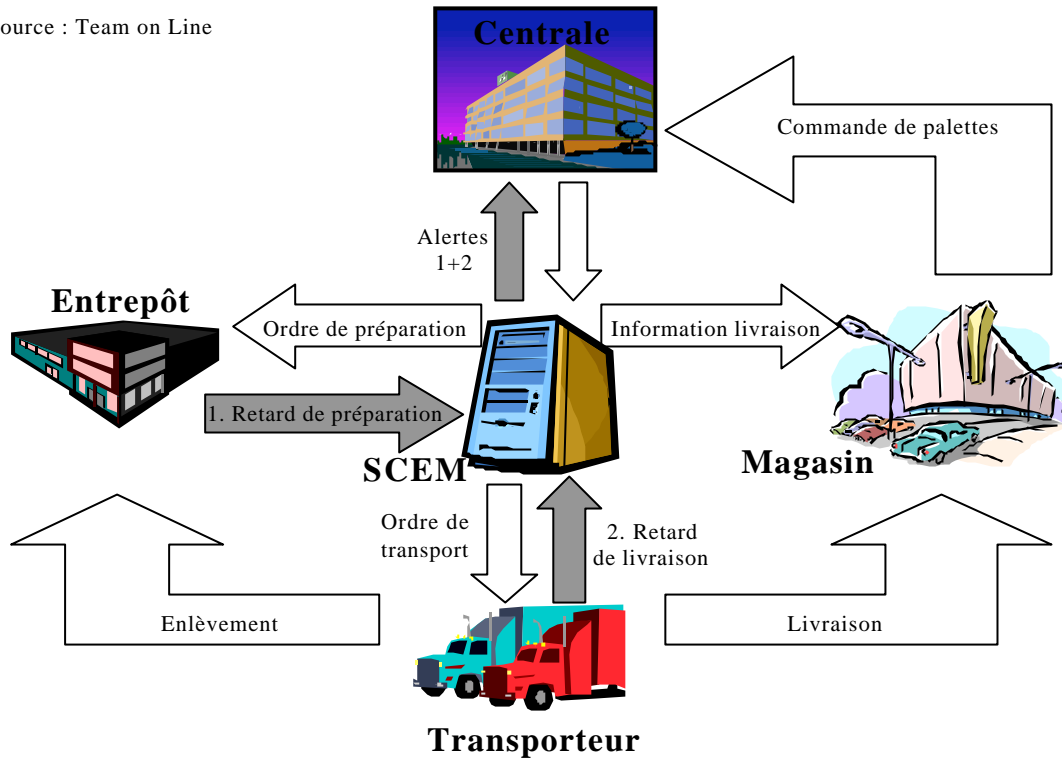 ource : Team on Line
Centrale
Commande de palettes
Alertes
1+2
Entrepôt
Ordre de préparation
Information livraison
1. Retard de préparation
SCEM
Magasin
Ordre de
transport
2. Retard
de livraison
Enlèvement
Livraison
Transporteur